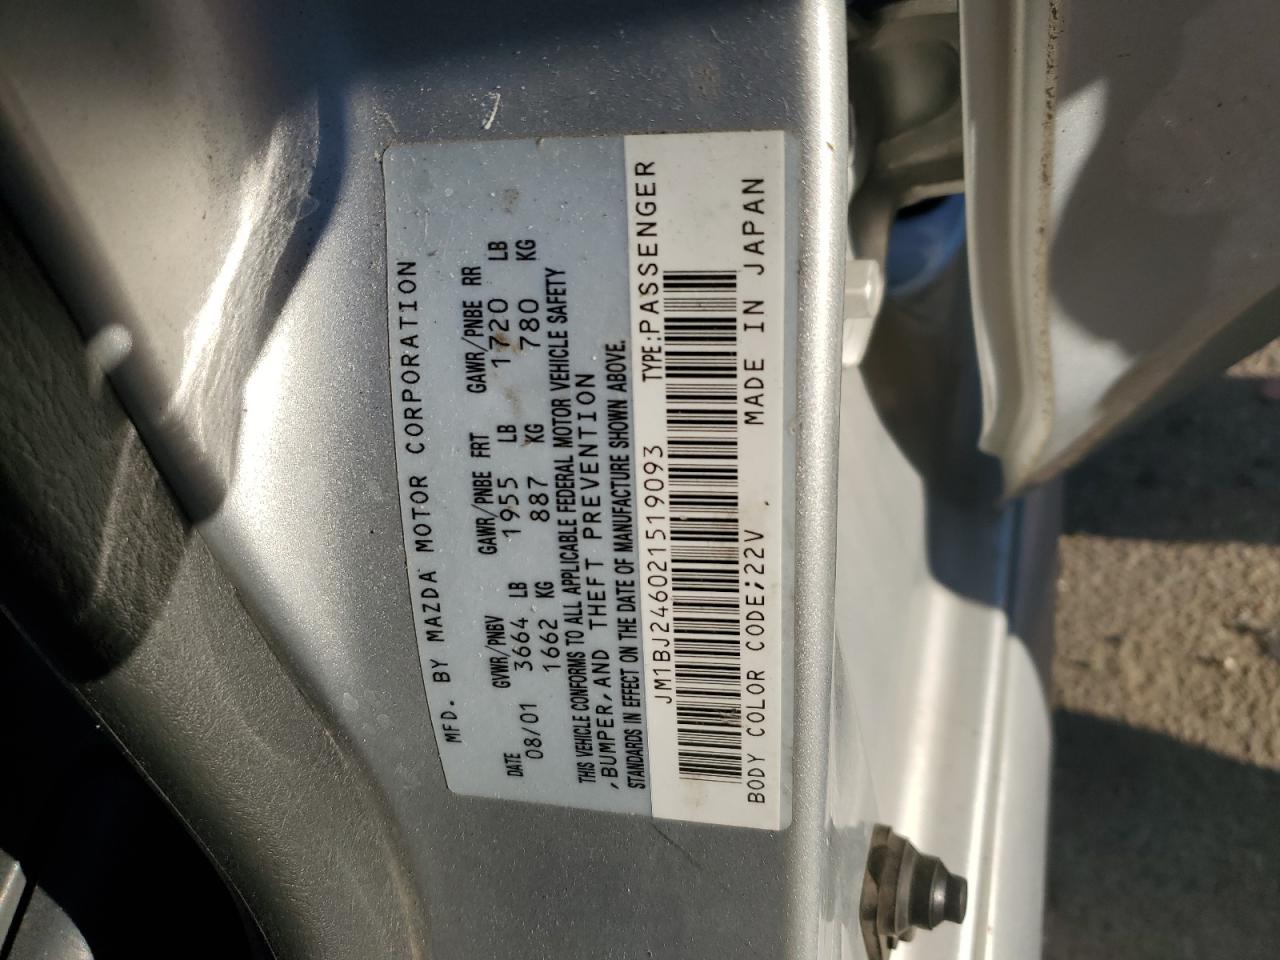 MFD. BY MAZDA MOTOR CORPORATION
DATE GVWR/PNBV GAWR/PNBE FRT GAWR/PNBE RR
08/01 3664 LB 1955 LB 1720 LB
1662 KG 887 KG 780 KG
THIS VEHICLE CONFORMS TO ALL APPLICABLE FEDERAL MOTOR VEHICLE SAFETY
,BUMPER,AND THEFT PREVENTION
STANDARDS IN EFFECT ON THE DATE OF MANUFACTURE SHOWN ABOVE.
JM1BJ246021519093 TYPE:PASSENGER
BODY COLOR CODE;22V MADE IN JAPAN